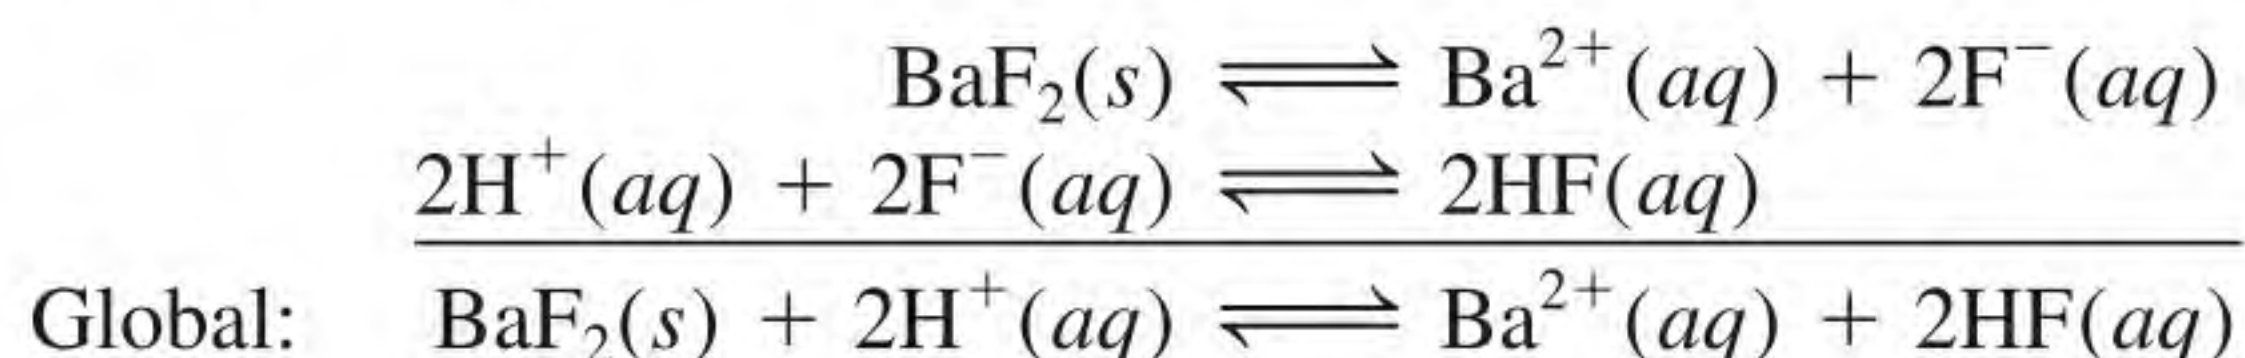 BaF₂(s) ⇌ Ba²⁺(aq) + 2F⁻(aq)
2H⁺(aq) + 2F⁻(aq) ⇌ 2HF(aq)
Global: BaF₂(s) + 2H⁺(aq) ⇌ Ba²⁺(aq) + 2HF(aq)